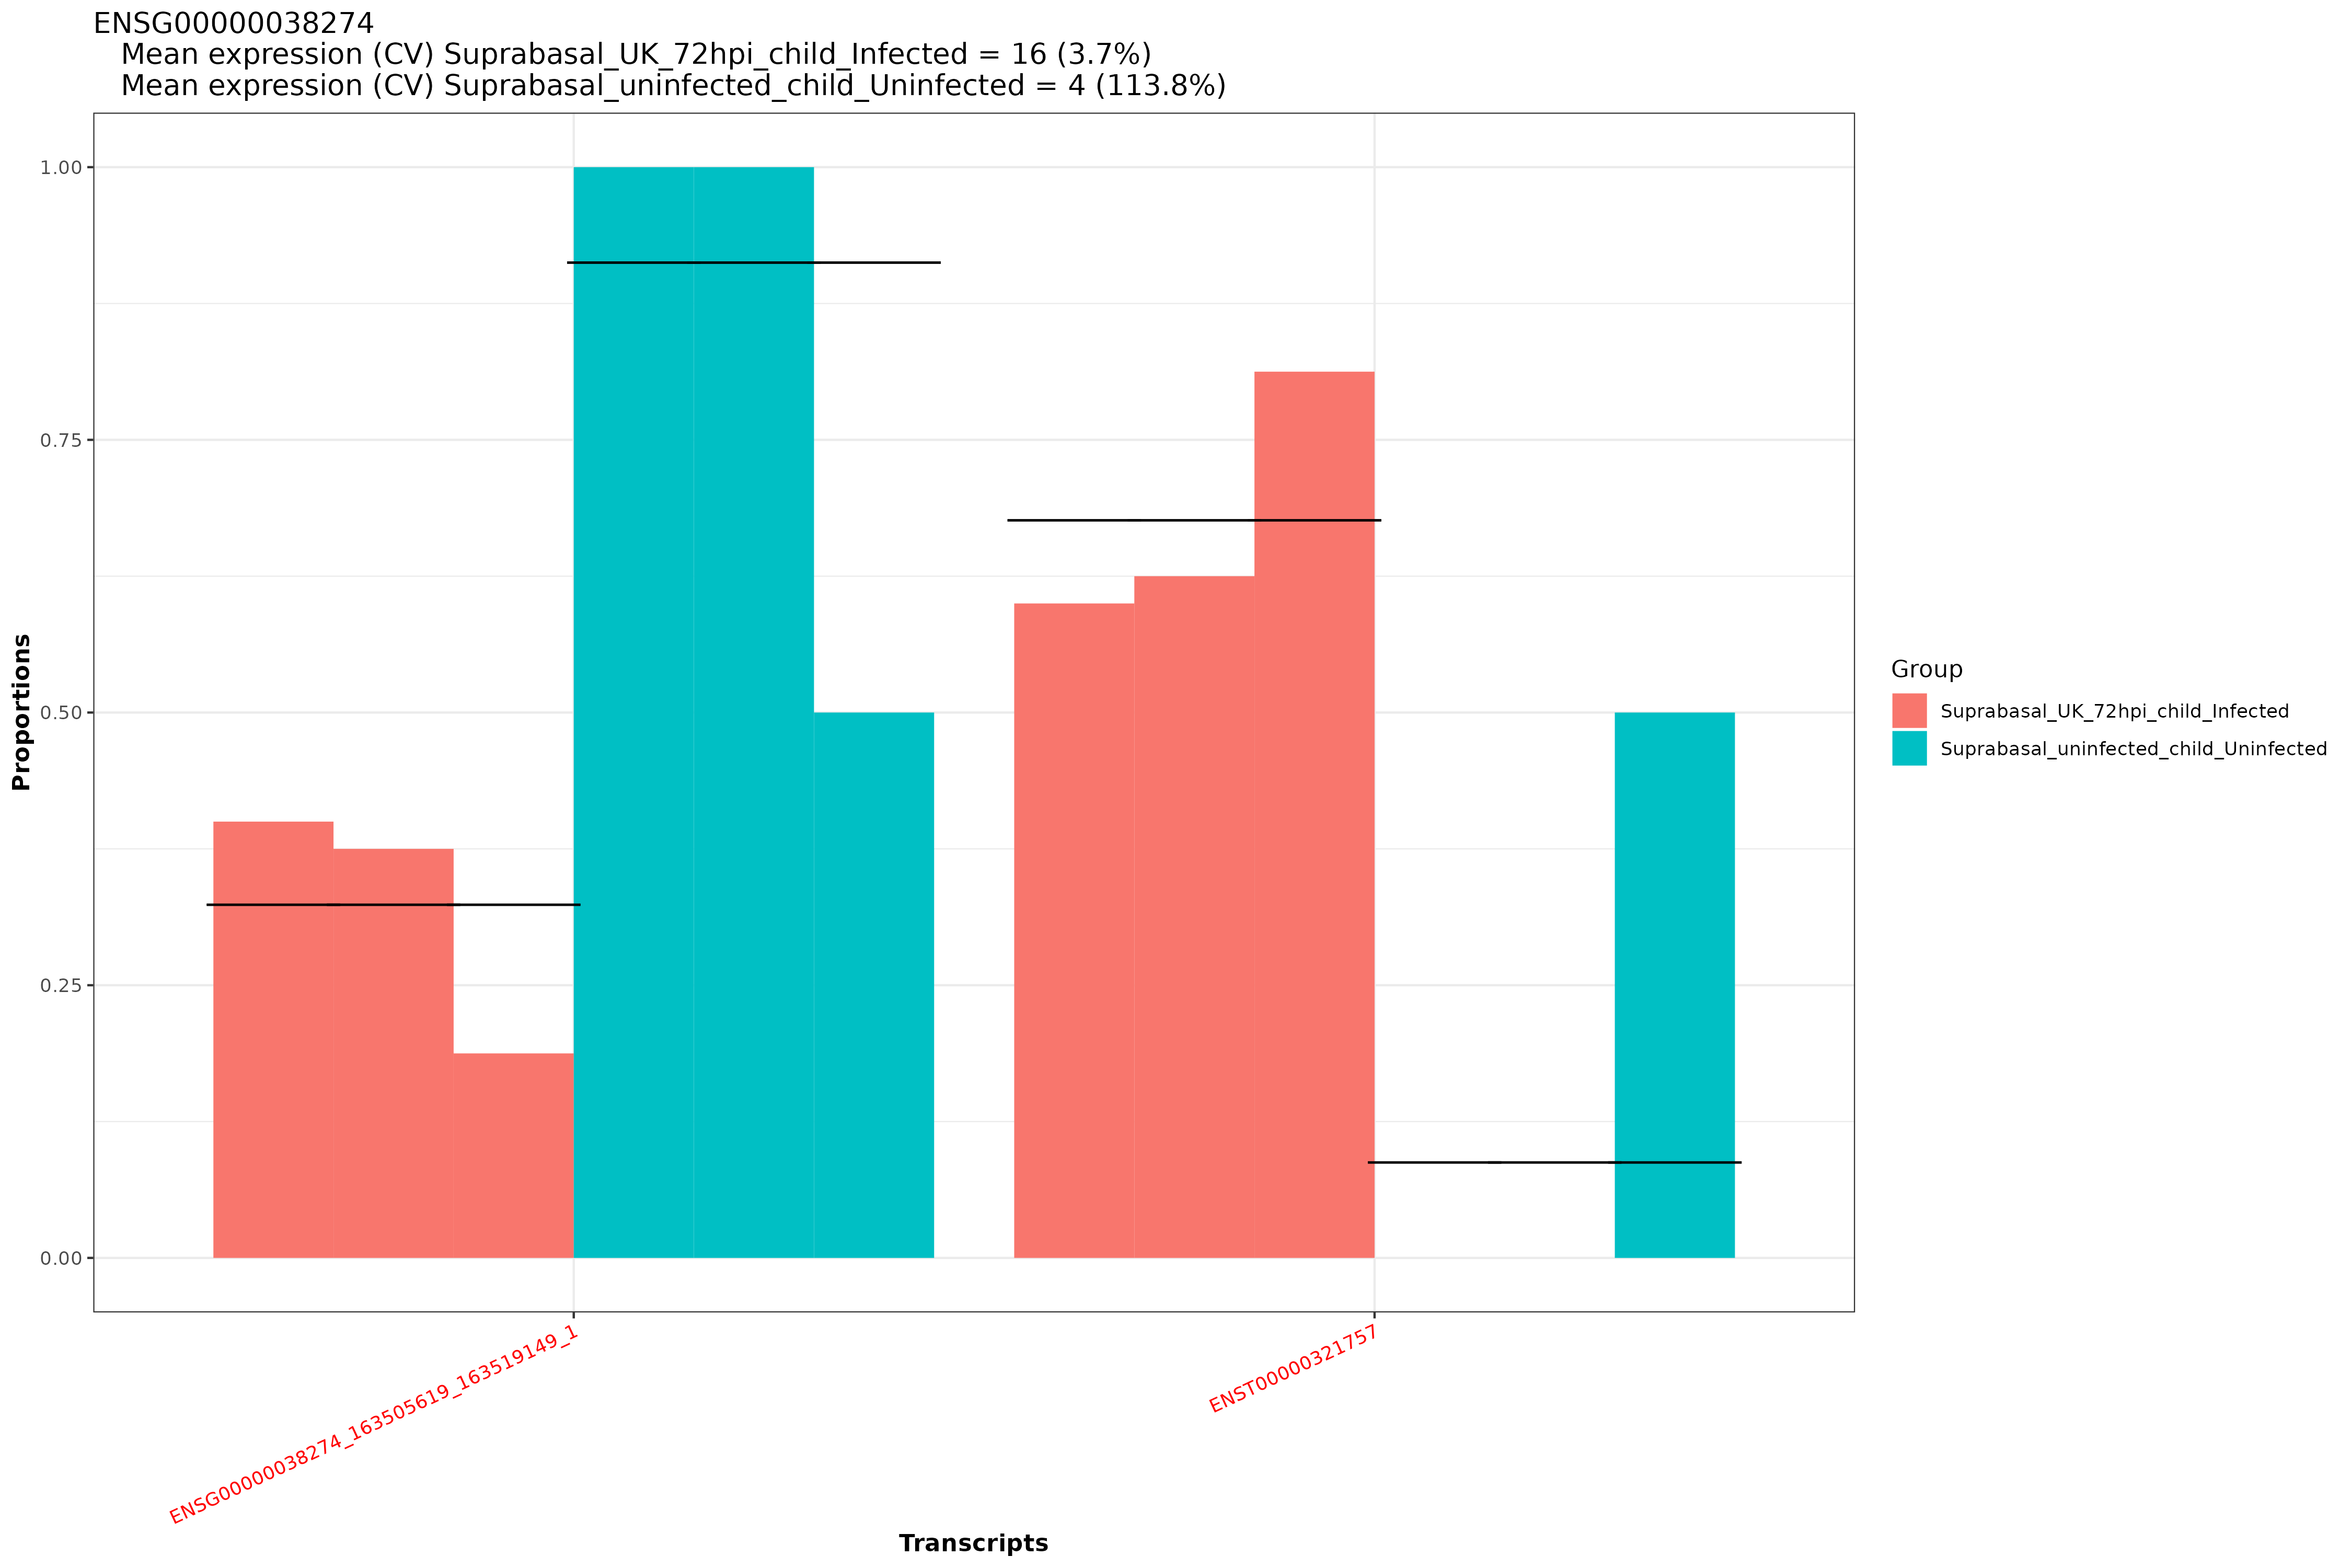 ENSG00000038274
Mean expression (CV) Suprabasal_UK_72hpi_child_Infected = 16 (3.7%)
Mean expression (CV) Suprabasal_uninfected_child_Uninfected = 4 (113.8%)
1.00
0.75
0.50
0.25
0.00
Proportions
ENSG00000038274_163505619_163519149_1
ENST00000321757
Transcripts
Group
Suprabasal_UK_72hpi_child_Infected
Suprabasal_uninfected_child_Uninfected